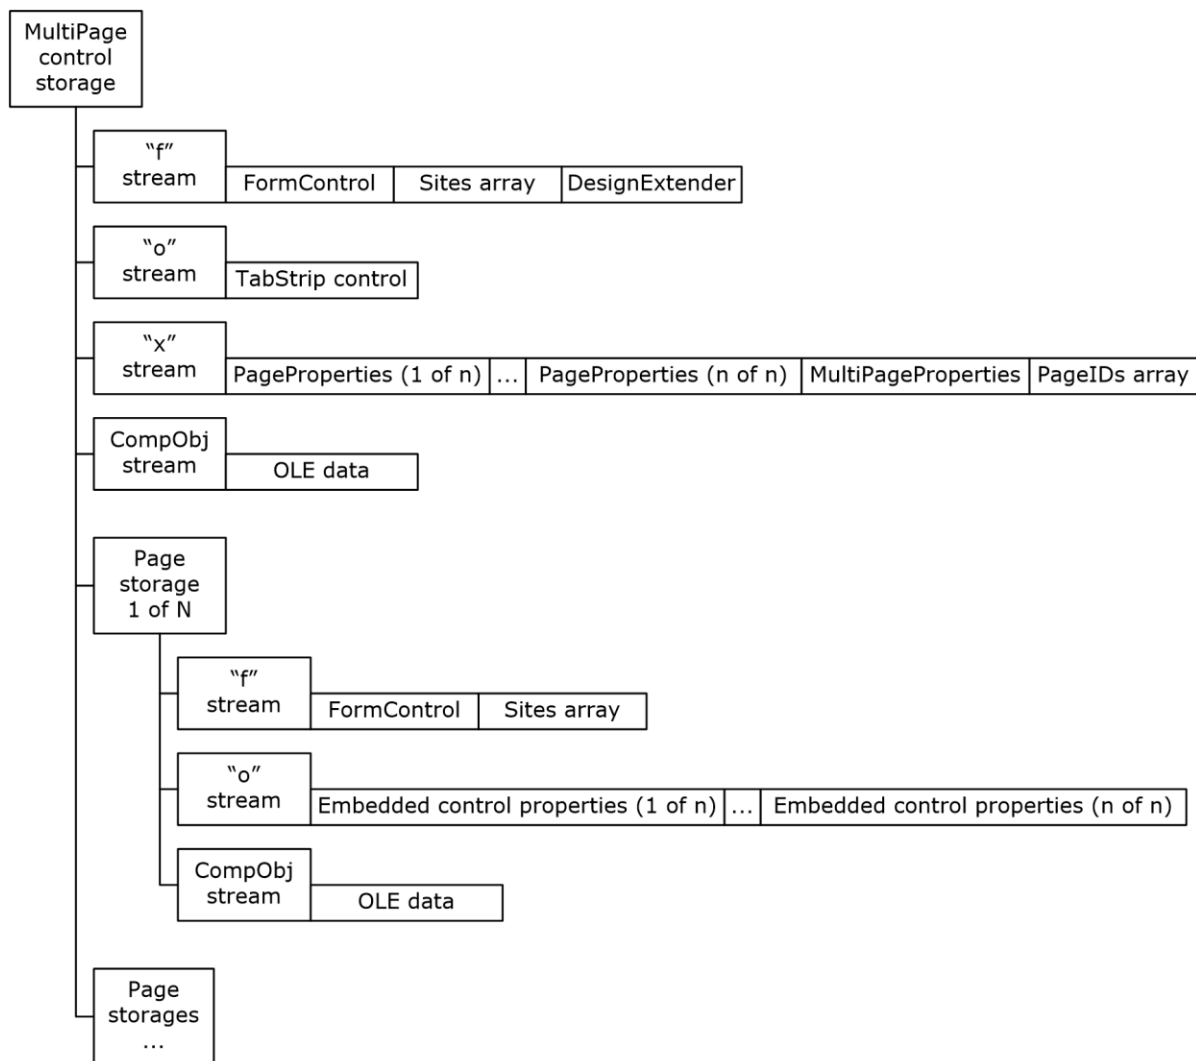 MultiPage
control
storage
“f”
stream
FormControl
Sites array
DesignExtender
“o”
stream
TabStrip control
“x”
stream
PageProperties (1 of n)
...
PageProperties (n of n)
MultiPageProperties
PageIDs array
CompObj
stream
OLE data
Page
storage
1 of N
“f”
stream
FormControl
Sites array
“o”
stream
Embedded control properties (1 of n)
...
Embedded control properties (n of n)
CompObj
stream
OLE data
Page
storages
...